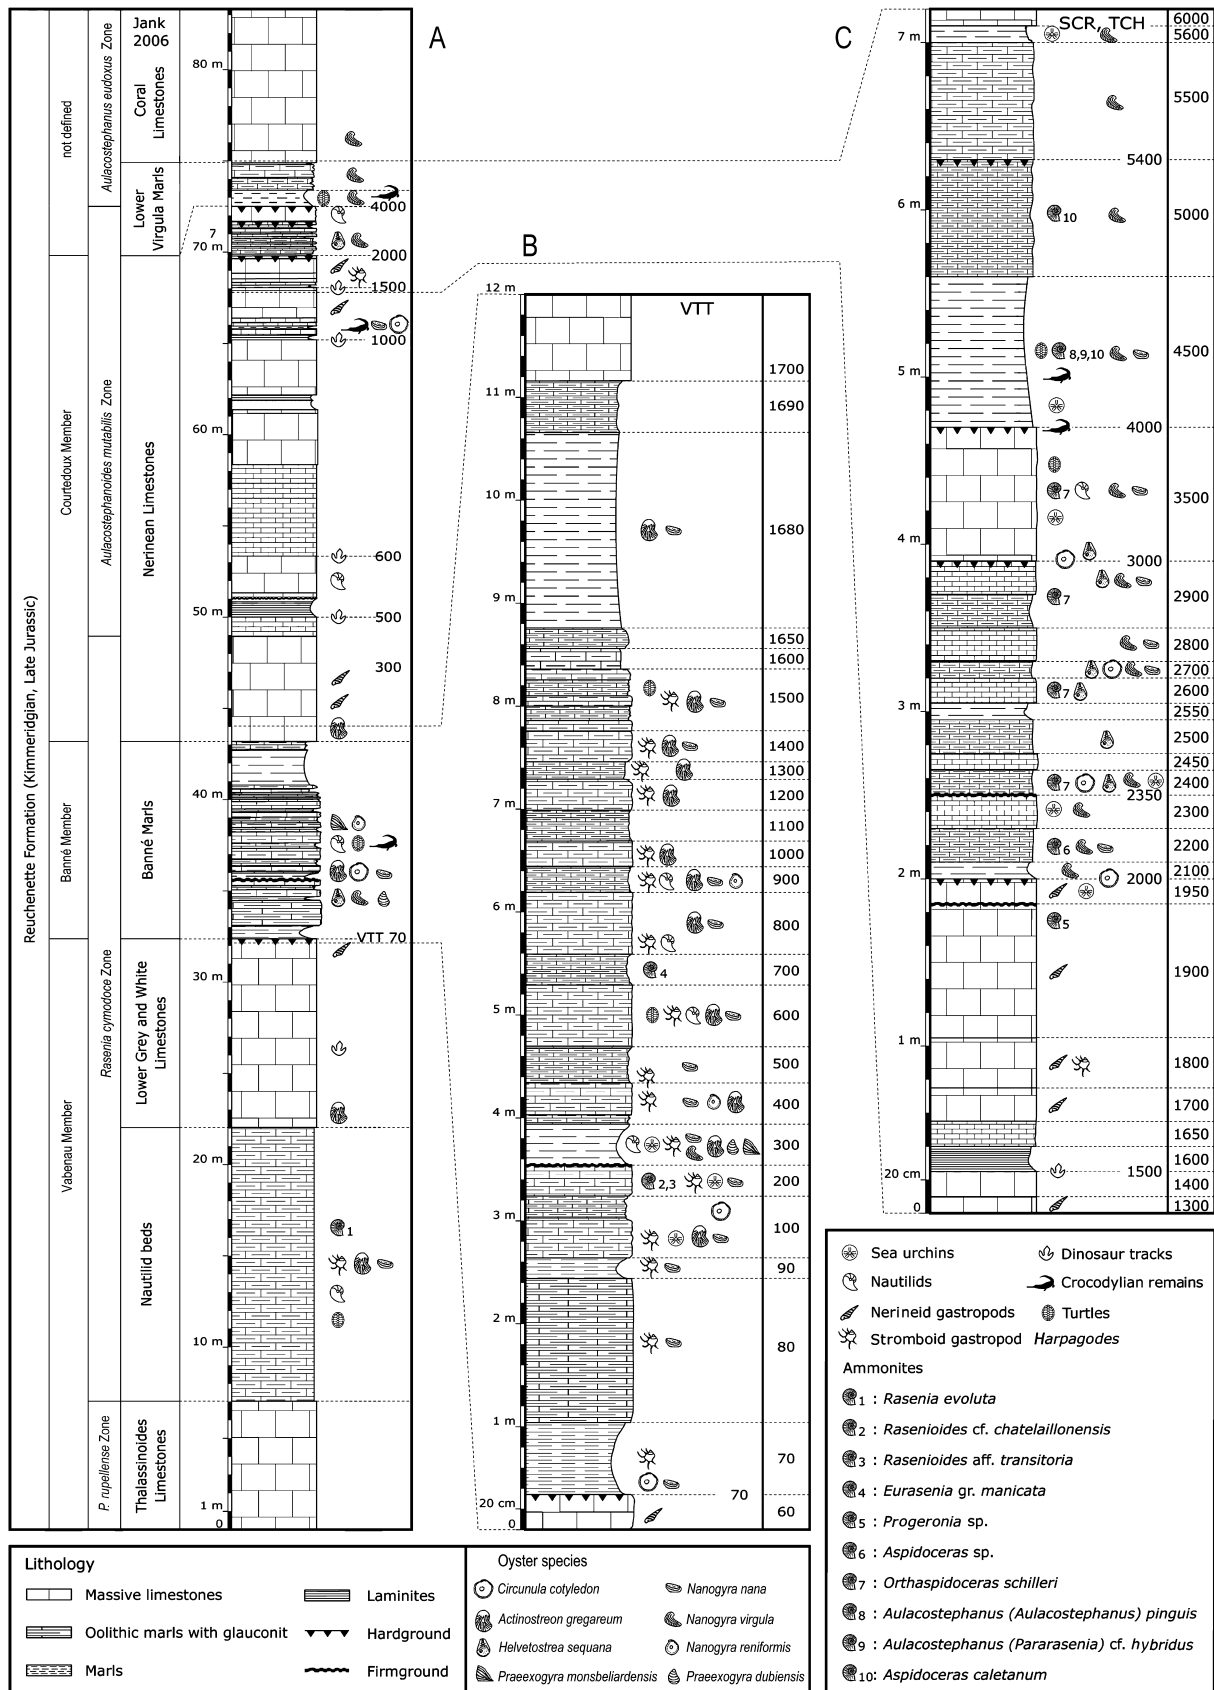 A
B
C
Reuchenette Formation (Kimmeridgian, Late Jurassic)
not defined
Courtedoux Member
Banné Member
Vabenau Member
Aulacostephanus eudoxus Zone
Aulacostephanoides mutabilis Zone
Rasenia cymodoce Zone
P. rupellense Zone
Jank
2006
Coral
Limestones
Lower
Virgula Marls
Nerinean Limestones
Banné Marls
Lower Grey and White
Limestones
Nautilid beds
Thalassinoides
Limestones
80 m
7
70 m
60 m
50 m
40 m
30 m
20 m
10 m
1 m
0
4000
2000
1500
1000
600
500
300
VTT 70
1
VTT
12 m
11 m
10 m
9 m
8 m
7 m
6 m
5 m
4 m
3 m
2 m
1 m
20 cm
0
1700
1690
1680
1650
1600
1500
1400
1300
1200
1100
1000
900
800
700
600
500
400
300
200
100
90
80
70
60
4
2,3
70
SCR, TCH
7 m
6 m
5 m
4 m
3 m
2 m
1 m
20 cm
0
6000
5600
5500
5400
5000
4500
4000
3500
3000
2900
2800
2700
2600
2550
2500
2450
2400
2350
2300
2200
2100
2000
1950
1900
1800
1700
1650
1600
1500
1400
1300
10
8,9,10
7
7
7
7
6
5
Lithology
Massive limestones
Laminites
Oolithic marls with glauconit
Hardground
Marls
Firmground
Oyster species
Circunula cotyledon
Nanogyra nana
Actinostreon gregareum
Nanogyra virgula
Helvetostrea sequana
Nanogyra reniformis
Praeexogyra monsbeliardensis
Praeexogyra dubiensis
Sea urchins
Dinosaur tracks
Nautilids
Crocodylian remains
Nerineid gastropods
Turtles
Stromboid gastropod Harpagodes
Ammonites
1 : Rasenia evoluta
2 : Rasenioides cf. chatelaillonensis
3 : Rasenioides aff. transitoria
4 : Eurasenia gr. manicata
5 : Progeronia sp.
6 : Aspidoceras sp.
7 : Orthaspidoceras schilleri
8 : Aulacostephanus (Aulacostephanus) pinguis
9 : Aulacostephanus (Pararasenia) cf. hybridus
10: Aspidoceras caletanum